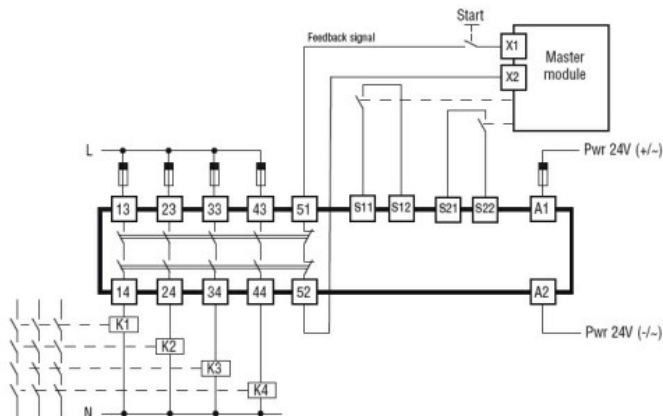 Start
Feedback signal
X1
Master
module
X2
L
Pwr 24V (+/~)
13 23 33 43 51 S11 S12 S21 S22 A1
14 24 34 44 52 A2
K1
K2
Pwr 24V (-/~)
K3
K4
N